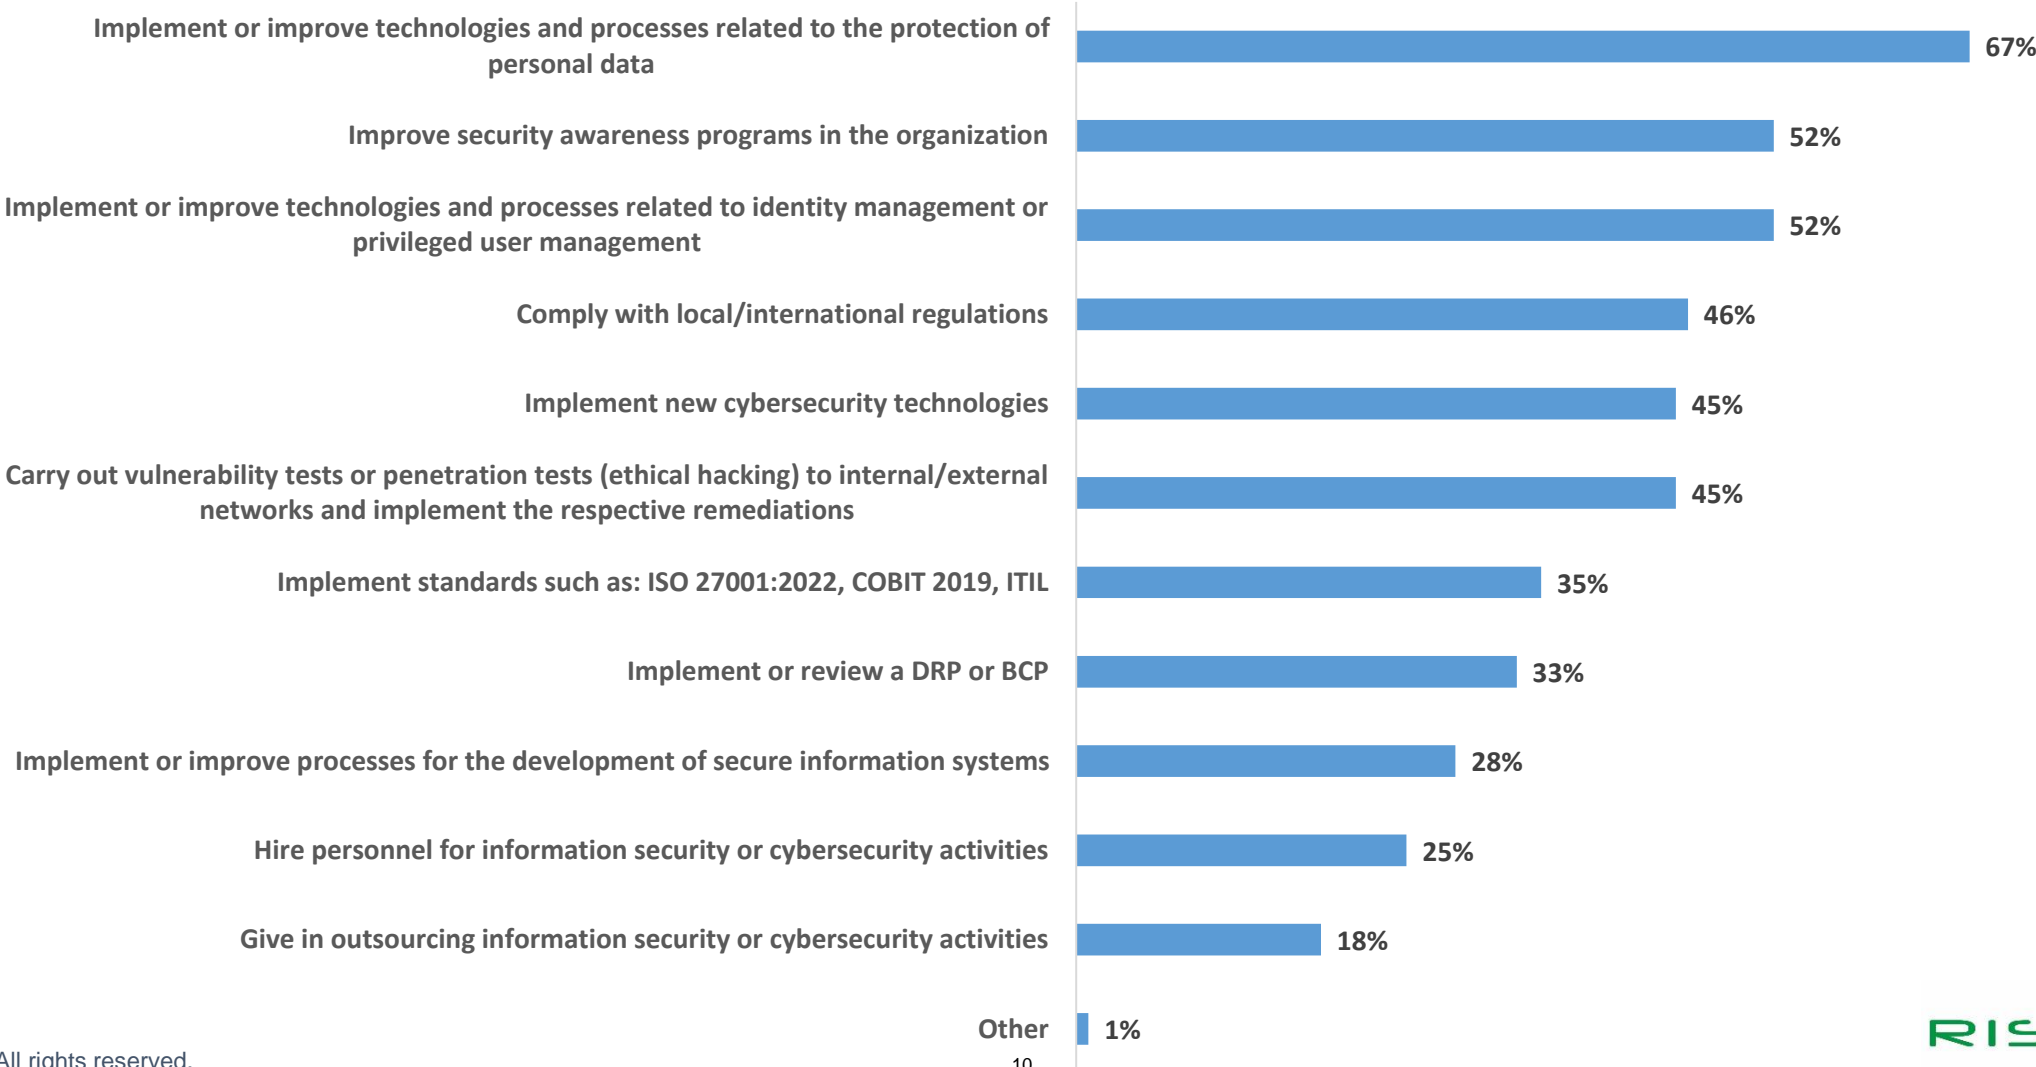 Implement or improve technologies and processes related to the protection of
personal data
67%
Improve security awareness programs in the organization
52%
Implement or improve technologies and processes related to identity management or
privileged user management
52%
Comply with local/international regulations
46%
Implement new cybersecurity technologies
45%
Carry out vulnerability tests or penetration tests (ethical hacking) to internal/external
networks and implement the respective remediations
45%
Implement standards such as: ISO 27001:2022, COBIT 2019, ITIL
35%
Implement or review a DRP or BCP
33%
Implement or improve processes for the development of secure information systems
28%
Hire personnel for information security or cybersecurity activities
25%
Give in outsourcing information security or cybersecurity activities
18%
Other
1%
All rights reserved.
10
RIS